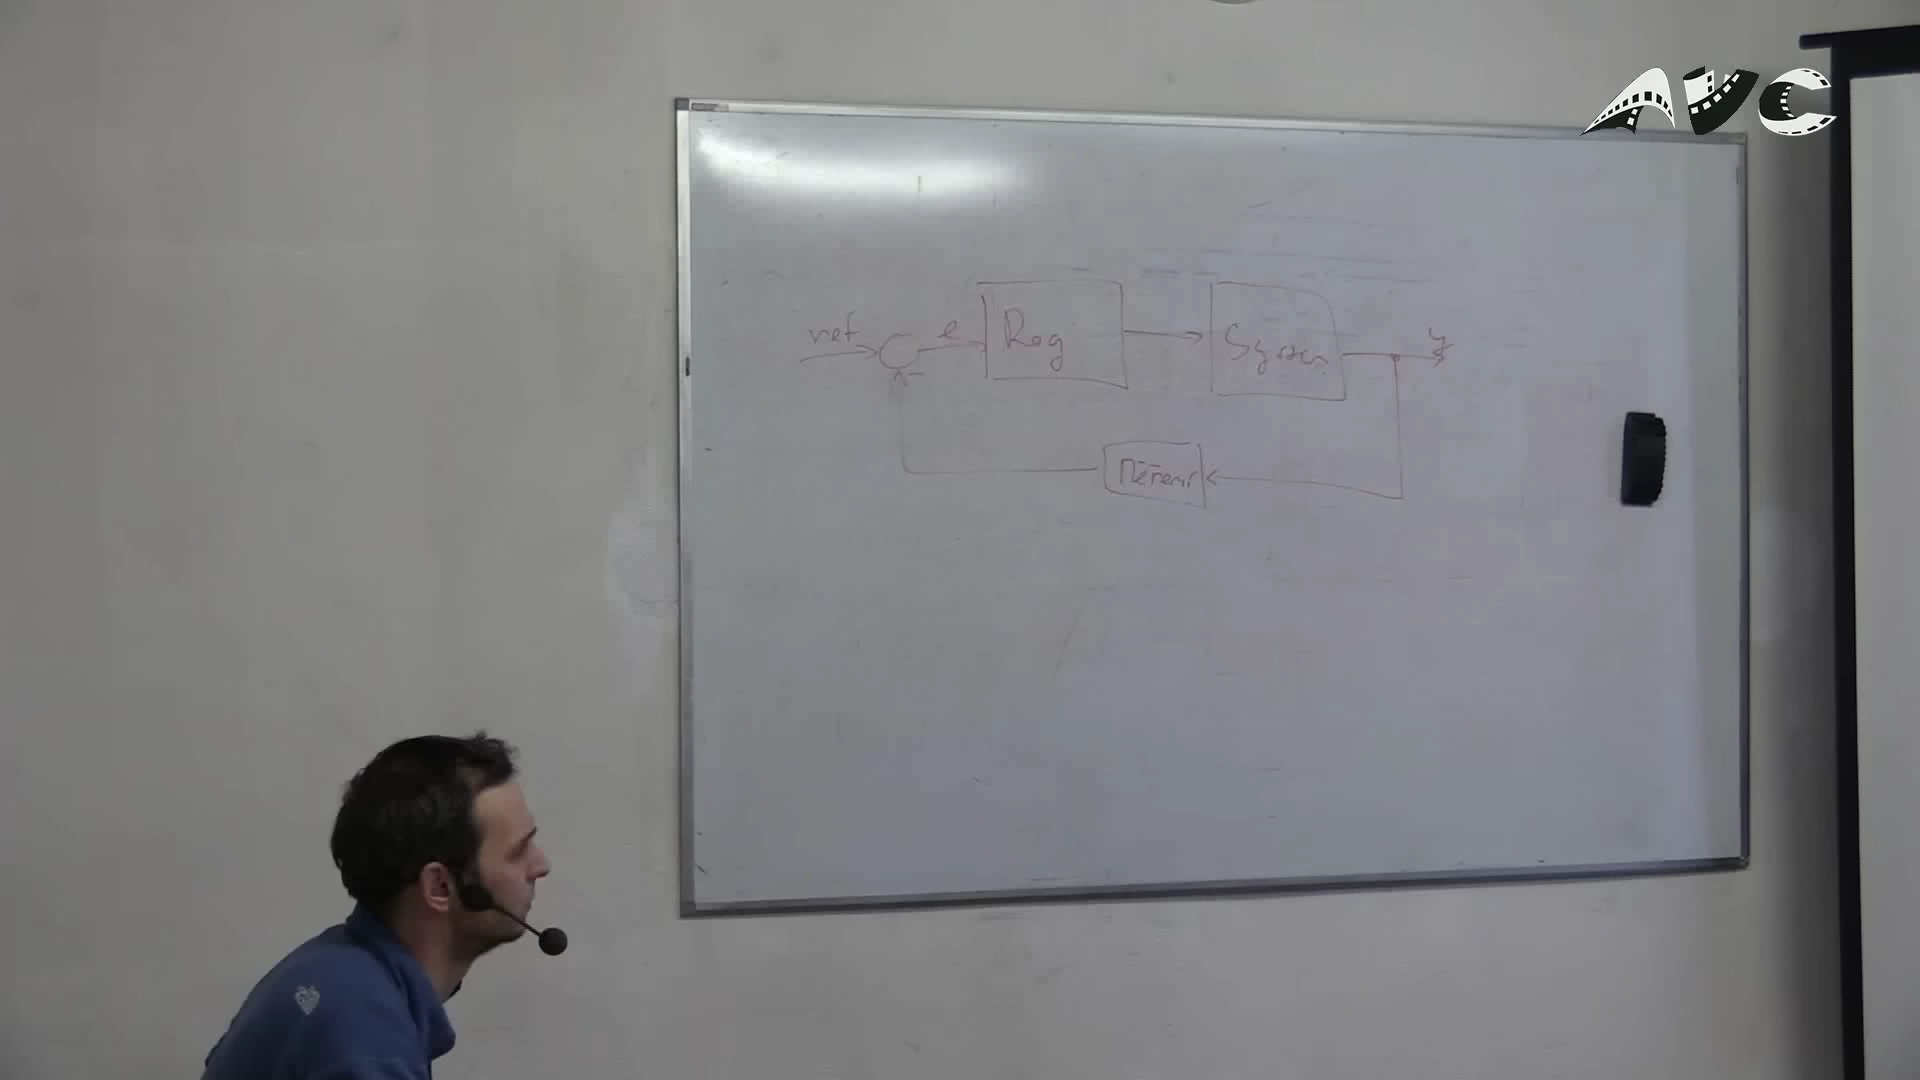 AVC
ref
e
Reg
System
y
Měření